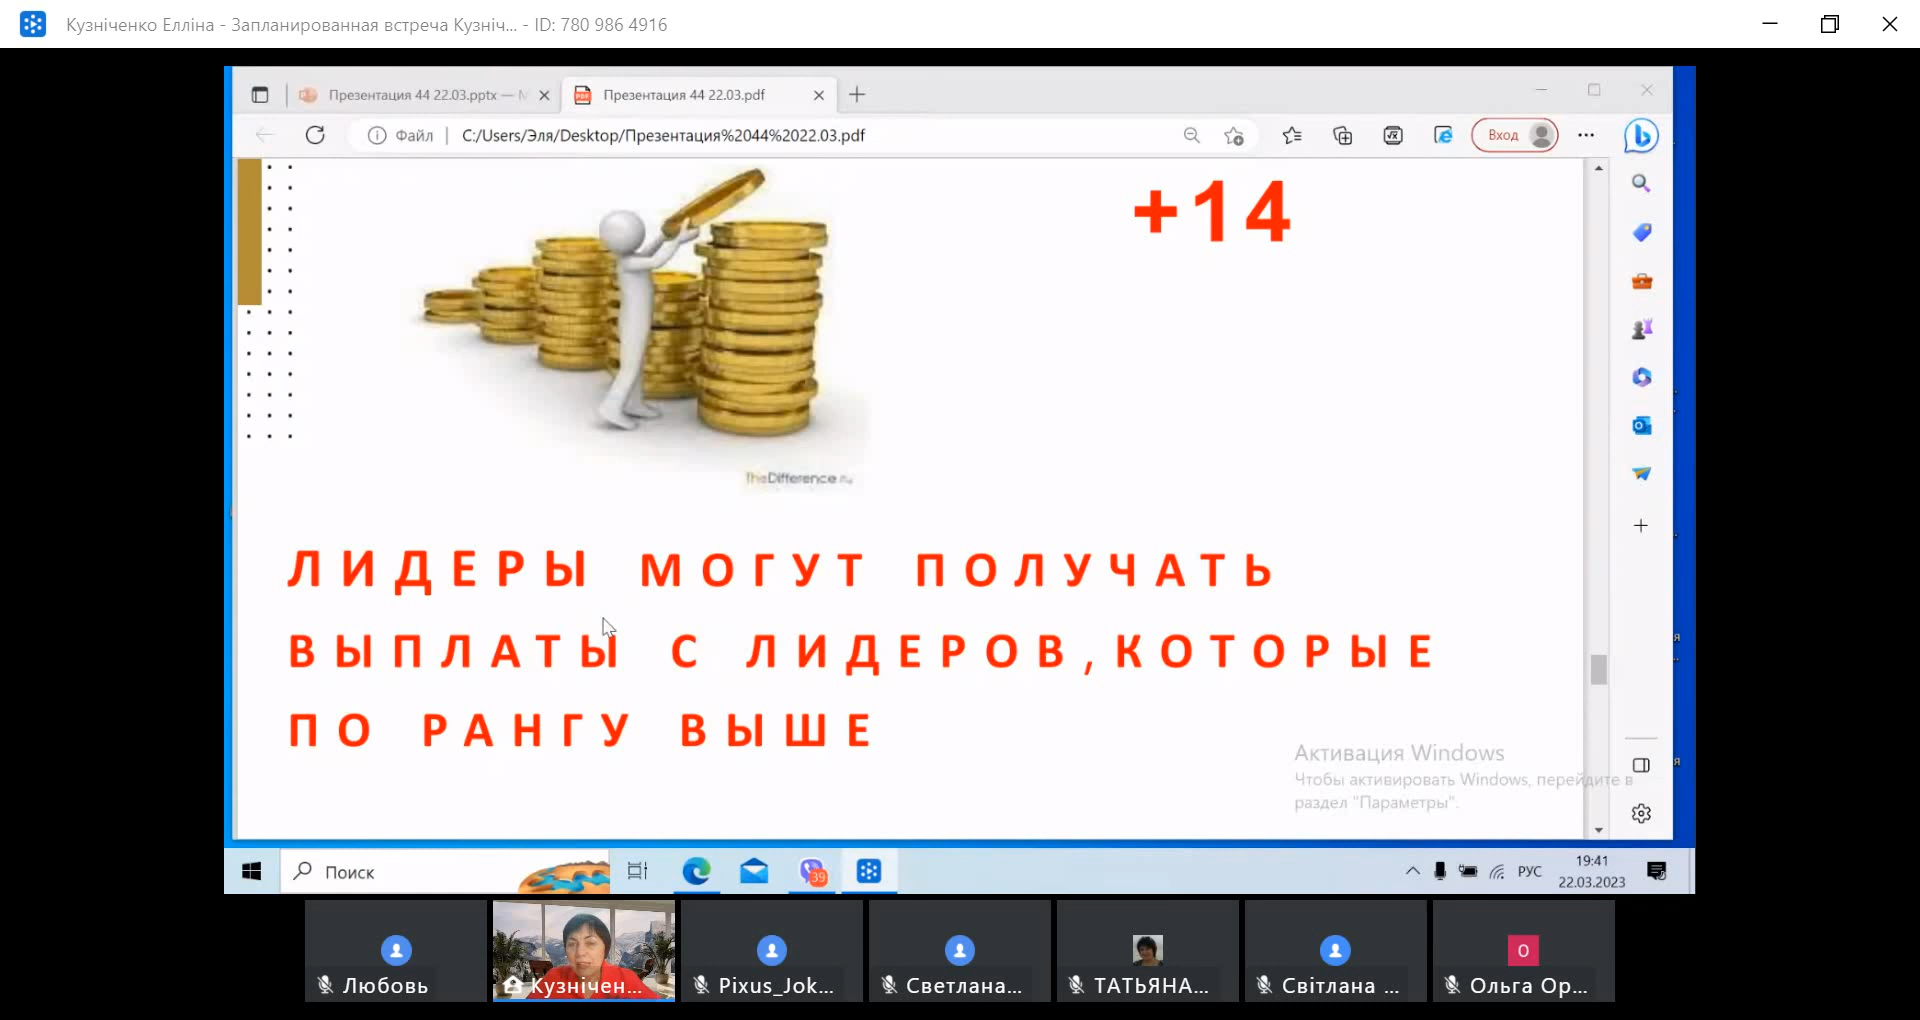 Кузніченко Елліна - Запланированная встреча Кузніч... - ID: 780 986 4916
Презентация 44 22.03.pptx —
Презентация 44 22.03.pdf
Файл
C:/Users/Эля/Desktop/Презентация%2044%2022.03.pdf
Вход
+14
TheDifference
ЛИДЕРЫ МОГУТ ПОЛУЧАТЬ
ВЫПЛАТЫ С ЛИДЕРОВ,КОТОРЫЕ
ПО РАНГУ ВЫШЕ
Активация Windows
Чтобы активировать Windows, перейдите в
раздел "Параметры".
Поиск
39
РУС
19:41
22.03.2023
Любовь
Кузнічен...
Pixus_Jok...
Светлана...
ТАТЬЯНА...
Світлана ...
О
Ольга Ор...